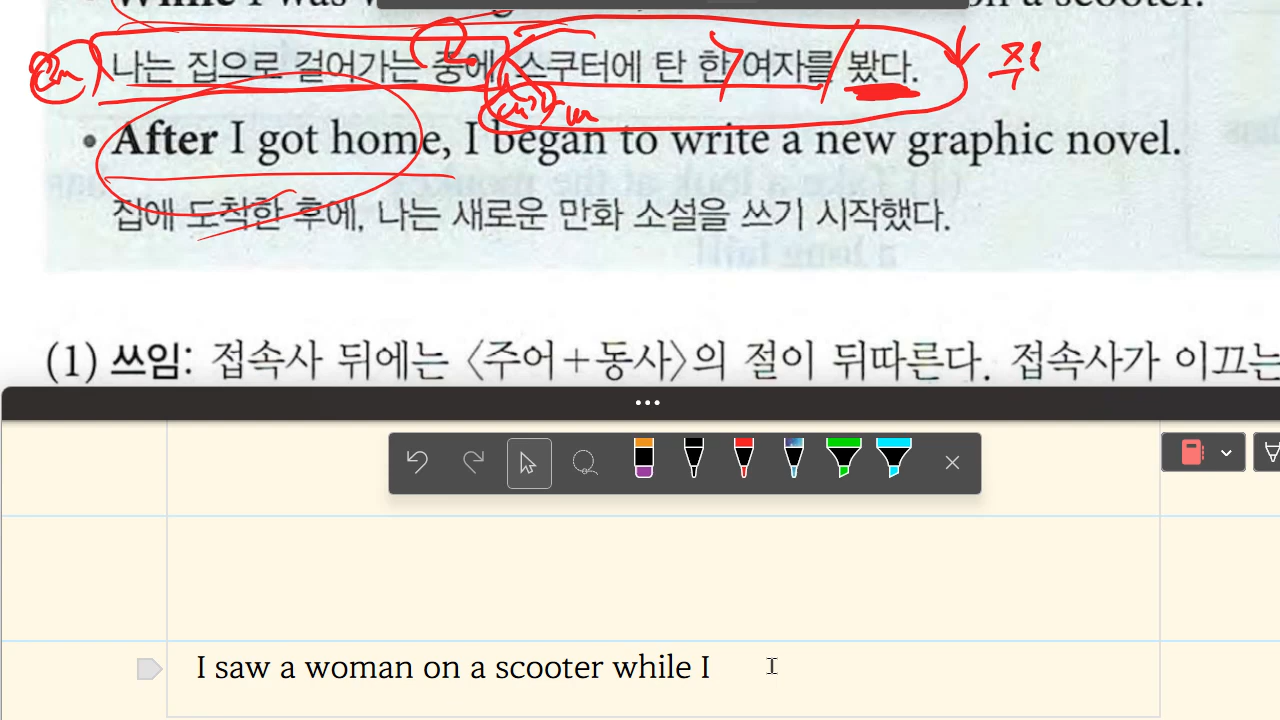 While I was on a scooter.
나는 집으로 걸어가는 중에 스쿠터에 탄 한 여자를 봤다.
• After I got home, I began to write a new graphic novel.
집에 도착한 후에, 나는 새로운 만화 소설을 쓰기 시작했다.
(1) 쓰임: 접속사 뒤에는 〈주어+동사〉의 절이 뒤따른다. 접속사가 이끄는
I saw a woman on a scooter while I